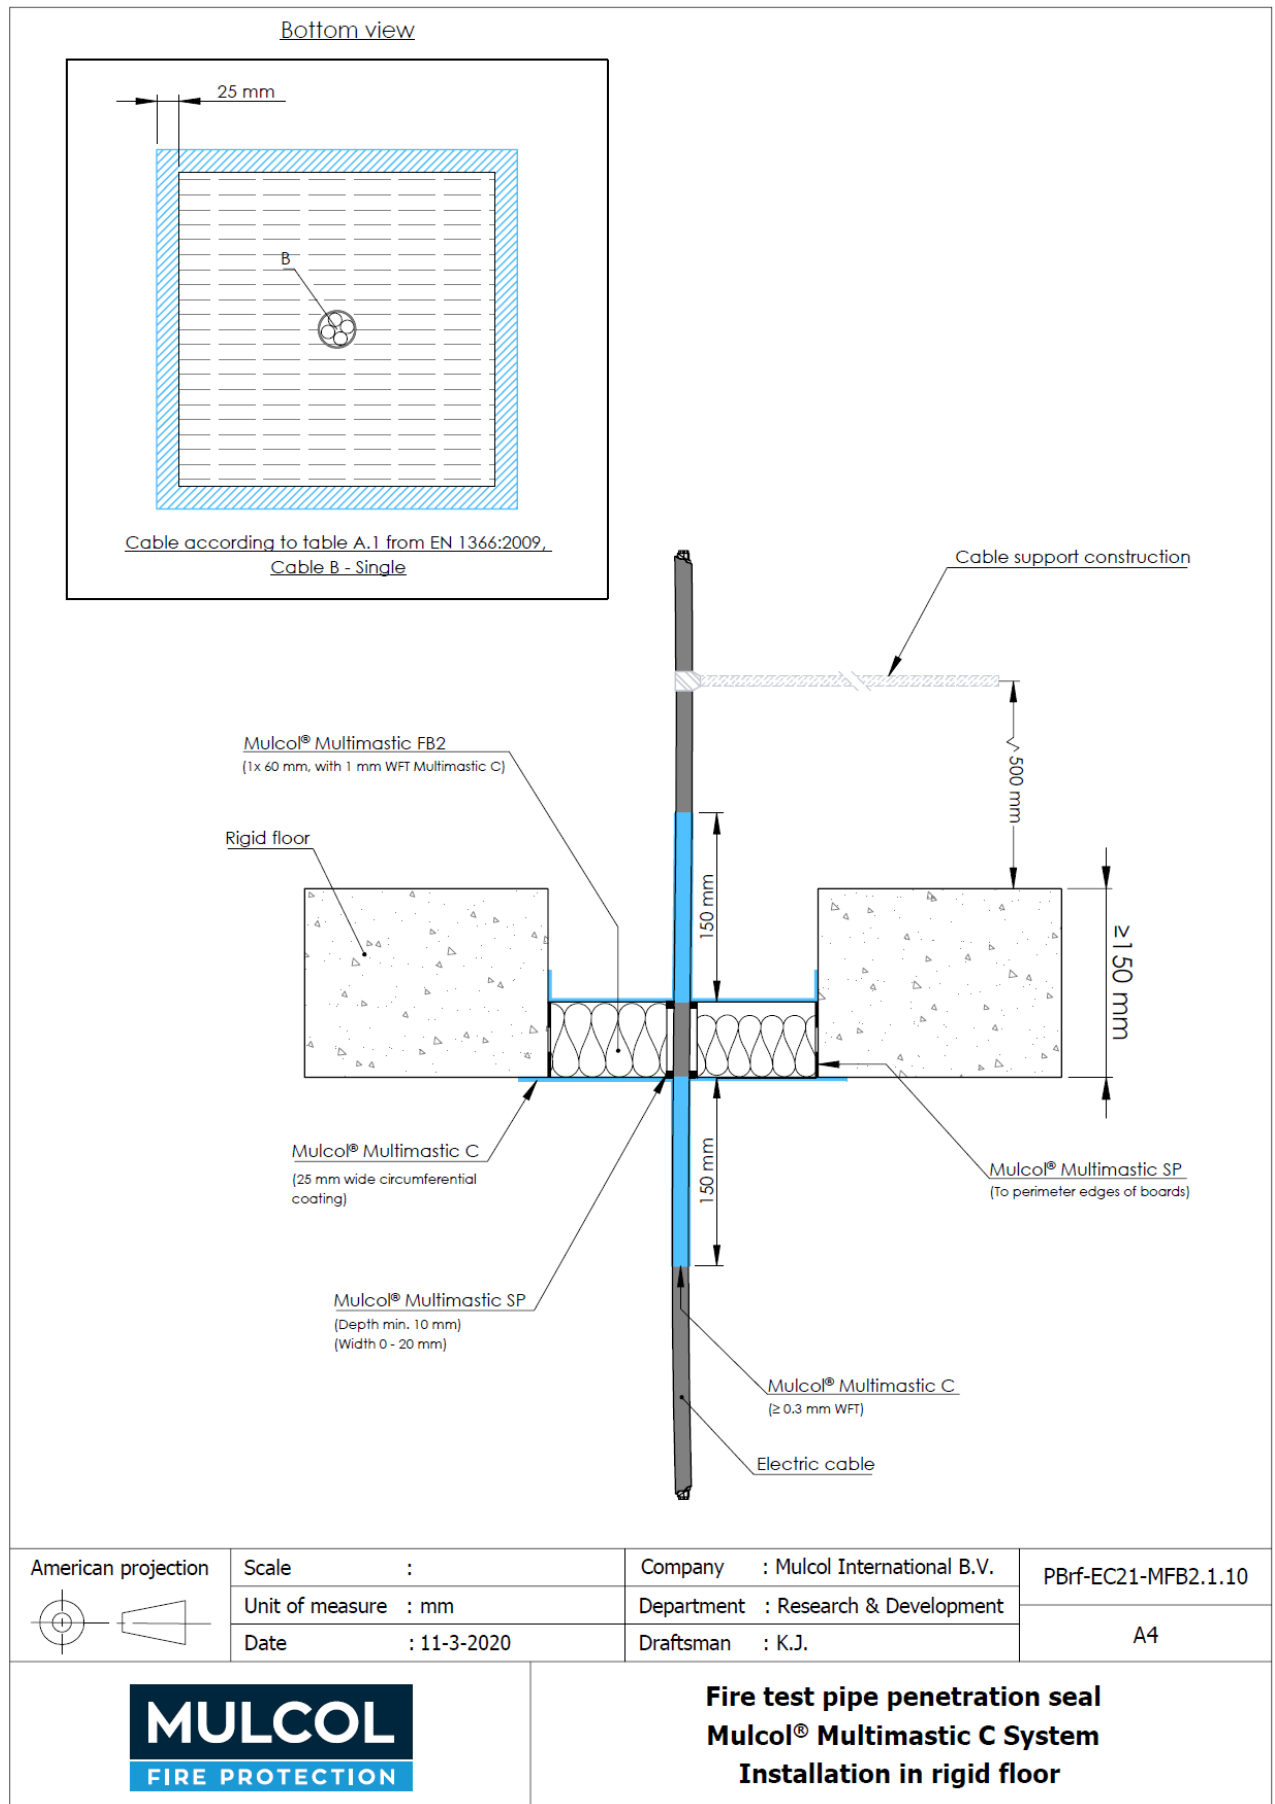 Bottom view
25 mm
B
Cable according to table A.1 from EN 1366:2009,
Cable B - Single
Cable support construction
Mulcol® Multimastic FB2
(1x 60 mm, with 1 mm WFT Multimastic C)
500 mm
Rigid floor
150 mm
≥150 mm
Mulcol® Multimastic C
(25 mm wide circumferential
coating)
150 mm
Mulcol® Multimastic SP
(To perimeter edges of boards)
Mulcol® Multimastic SP
(Depth min. 10 mm)
(Width 0 - 20 mm)
Mulcol® Multimastic C
(≥ 0.3 mm WFT)
Electric cable
American projection
Scale :
Company : Mulcol International B.V.
PBrf-EC21-MFB2.1.10
Unit of measure : mm
Department : Research & Development
Date : 11-3-2020
Draftsman : K.J.
A4
MULCOL
FIRE PROTECTION
Fire test pipe penetration seal
Mulcol® Multimastic C System
Installation in rigid floor